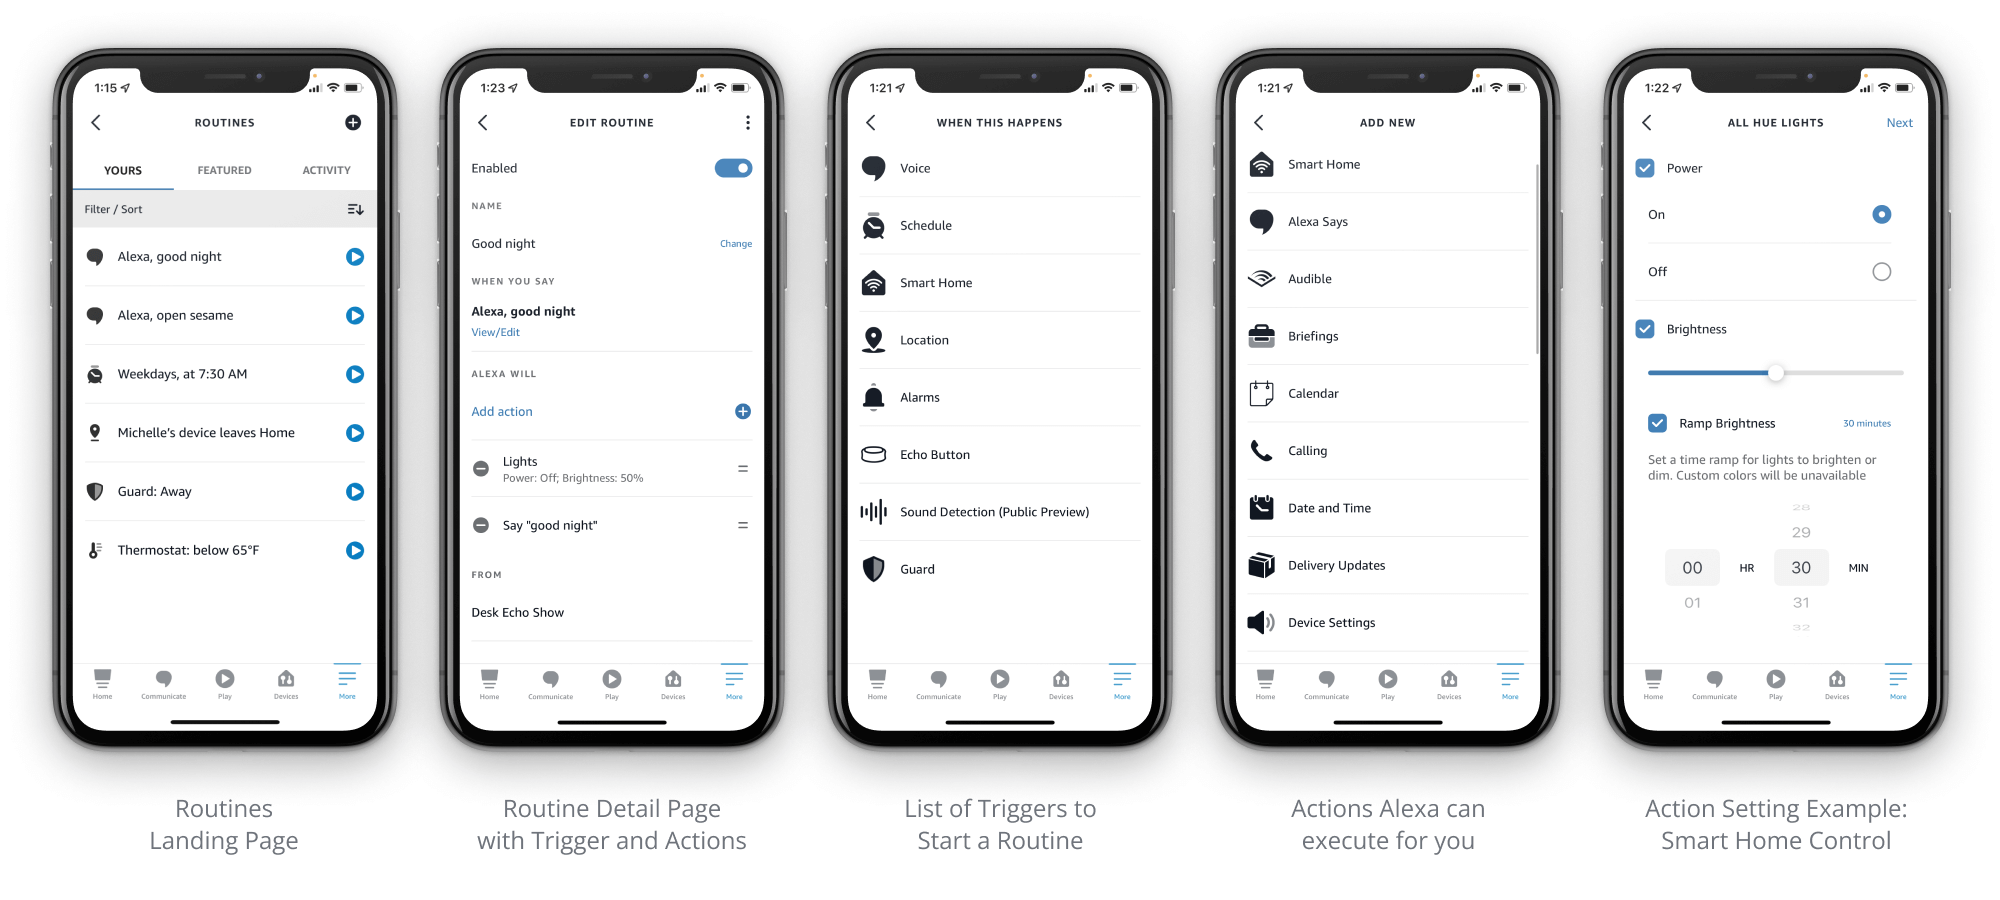 1:15
ROUTINES
YOURS
FEATURED
ACTIVITY
Filter / Sort
Alexa, good night
Alexa, open sesame
Weekdays, at 7:30 AM
Michelle's device leaves Home
Guard: Away
Thermostat: below 65°F
Home
Communicate
Play
Devices
More
Routines
Landing Page
1:23
EDIT ROUTINE
Enabled
NAME
Good night
Change
WHEN YOU SAY
Alexa, good night
View/Edit
ALEXA WILL
Add action
Lights
Power: Off; Brightness: 50%
Say "good night"
FROM
Desk Echo Show
Home
Communicate
Play
Devices
More
Routine Detail Page
with Trigger and Actions
1:21
WHEN THIS HAPPENS
Voice
Schedule
Smart Home
Location
Alarms
Echo Button
Sound Detection (Public Preview)
Guard
Home
Communicate
Play
Devices
More
List of Triggers to
Start a Routine
1:21
ADD NEW
Smart Home
Alexa Says
Audible
Briefings
Calendar
Calling
Date and Time
Delivery Updates
Device Settings
Home
Communicate
Play
Devices
More
Actions Alexa can
execute for you
1:22
ALL HUE LIGHTS
Next
Power
On
Off
Brightness
Ramp Brightness
30 minutes
Set a time ramp for lights to brighten or
dim. Custom colors will be unavailable
28
29
00 HR 30 MIN
01 31
32
Home
Communicate
Play
Devices
More
Action Setting Example:
Smart Home Control